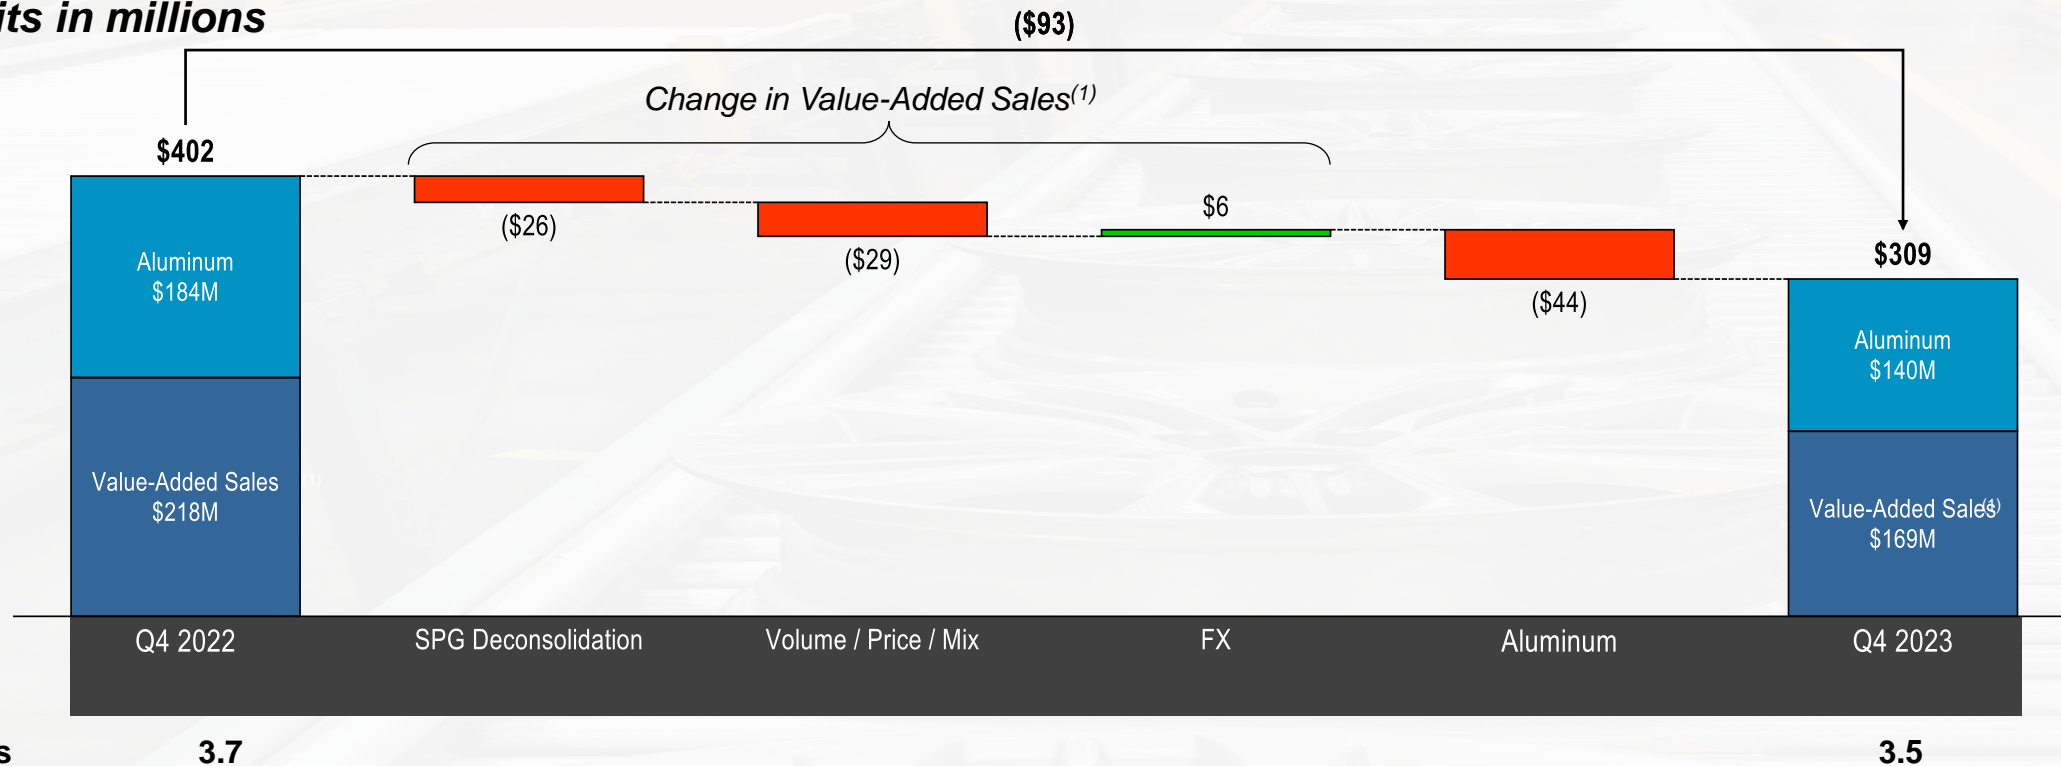 its in millions
($93)
Change in Value-Added Sales(1)
$402
$6
($26)
($29)
$309
($44)
Aluminum
$184M
Aluminum
$140M
Value-Added Sales (1)
$218M
Value-Added Sales(1)
$169M
Q4 2022 SPG Deconsolidation Volume / Price / Mix FX Aluminum Q4 2023
s 3.7 3.5